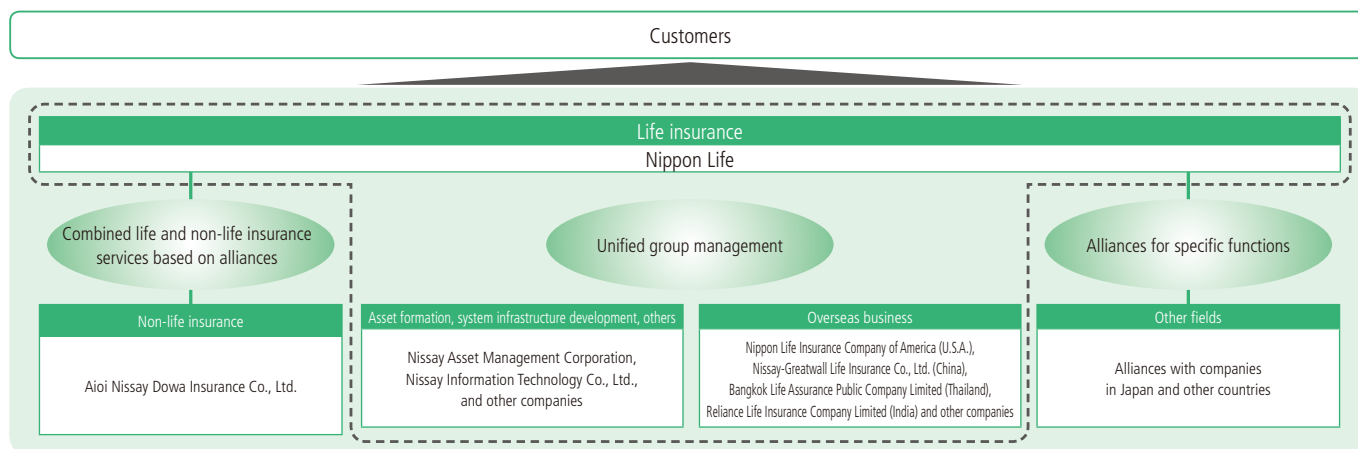 Customers
Life insurance
Nippon Life
Combined life and non-life insurance
services based on alliances
Unified group management
Alliances for specific functions
Non-life insurance
Aioi Nissay Dowa Insurance Co., Ltd.
Asset formation, system infrastructure development, others
Nissay Asset Management Corporation,
Nissay Information Technology Co., Ltd.,
and other companies
Overseas business
Nippon Life Insurance Company of America (U.S.A.),
Nissay-Greatwall Life Insurance Co., Ltd. (China),
Bangkok Life Assurance Public Company Limited (Thailand),
Reliance Life Insurance Company Limited (India) and other companies
Other fields
Alliances with companies
in Japan and other countries